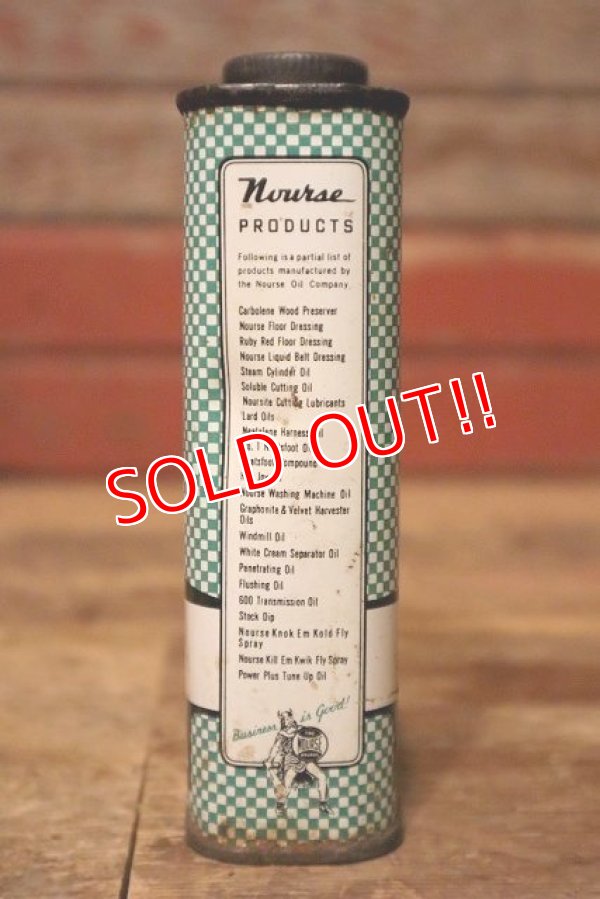 Nourse
PRODUCTS
Following is a partial list of
products manufactured by
the Nourse Oil Company.
Carbolene Wood Preserver
Nourse Floor Dressing
Ruby Red Floor Dressing
Nourse Liquid Belt Dressing
Steam Cylinder Oil
Soluble Cutting Oil
Noursite Cutting Lubricants
Lard Oils
Harness Oil
SOLD OUT!!
Nourse Washing Machine Oil
Graphonite & Velvet Harvester
Oils
Windmill Oil
White Cream Separator Oil
Penetrating Oil
Flushing Oil
600 Transmission Oil
Stock Dip
Nourse Knok Em Kold Fly
Spray
Nourse Kill Em Kwik Fly Spray
Power Plus Tune Up Oil
Business is Good!